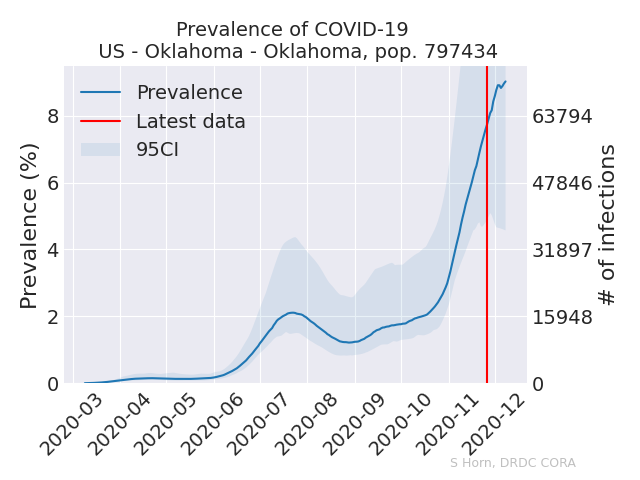 Prevalence of COVID-19
US - Oklahoma - Oklahoma, pop. 797434
Prevalence
Latest data
95CI
Prevalence (%)
8
6
4
2
0
63794
47846
31897
15948
0
# of infections
2020-03
2020-04
2020-05
2020-06
2020-07
2020-08
2020-09
2020-10
2020-11
2020-12
S Horn, DRDC CORA